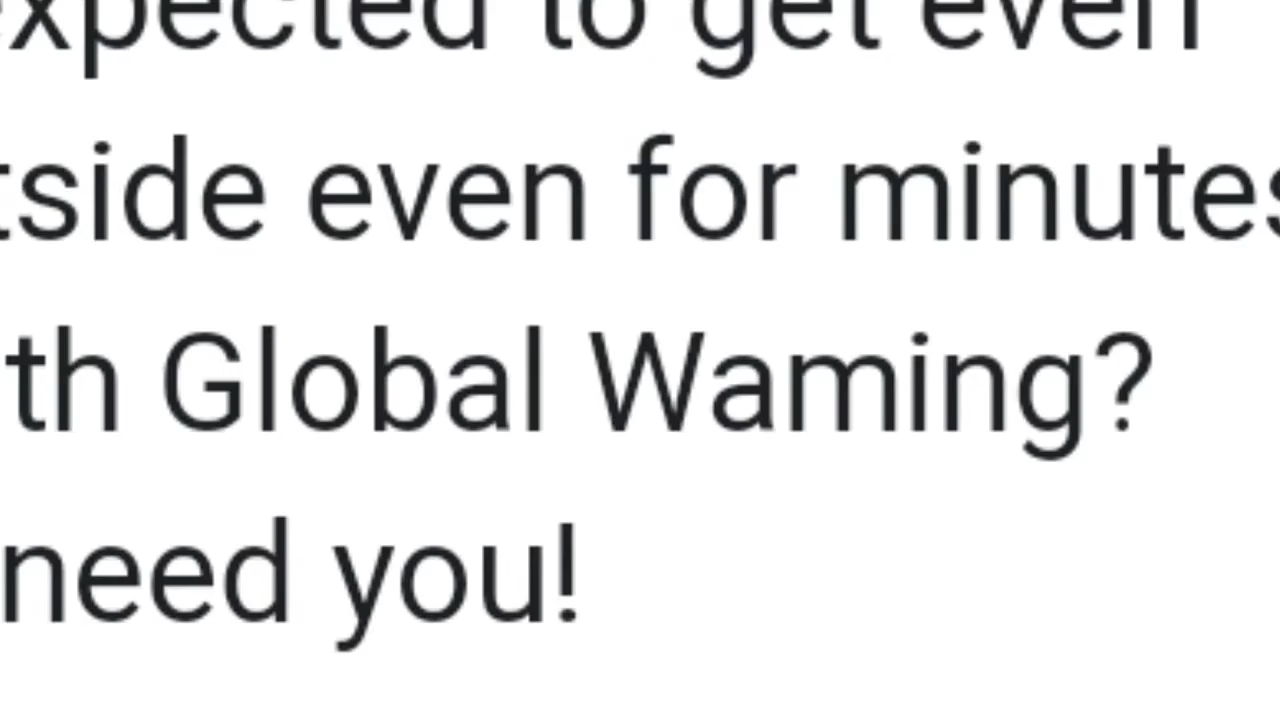 expected to get even
tside even for minutes
th Global Waming?
need you!